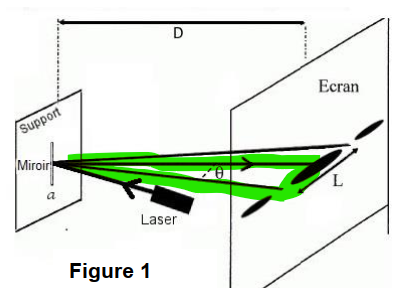 D
Ecran
Support
Miroir
θ
L
a
Laser
Figure 1